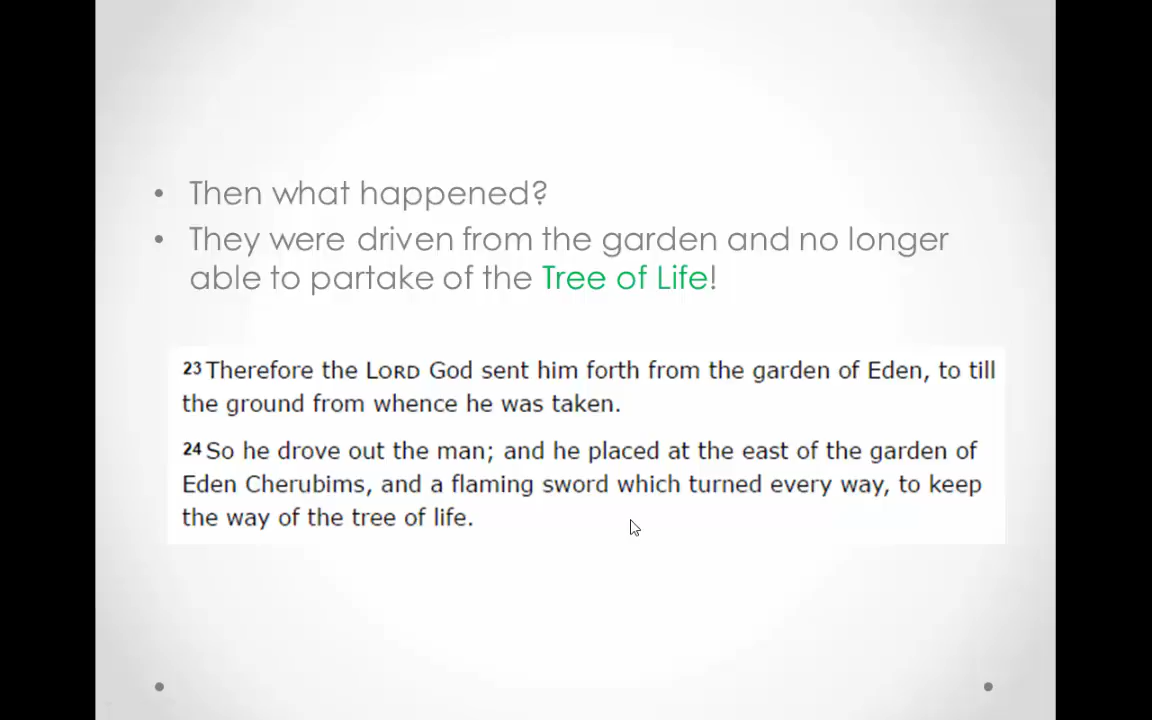 • Then what happened?
• They were driven from the garden and no longer
able to partake of the Tree of Life!
23 Therefore the LORD God sent him forth from the garden of Eden, to till
the ground from whence he was taken.
24 So he drove out the man; and he placed at the east of the garden of
Eden Cherubims, and a flaming sword which turned every way, to keep
the way of the tree of life.